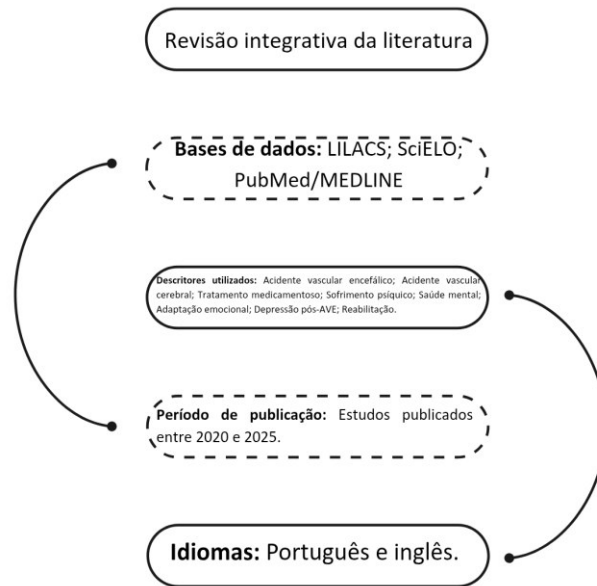 Revisão integrativa da literatura
Bases de dados: LILACS; SciELO;
PubMed/MEDLINE
Descritores utilizados: Acidente vascular encefálico; Acidente vascular
cerebral; Tratamento medicamentoso; Sofrimento psíquico; Saúde mental;
Adaptação emocional; Depressão pós-AVE; Reabilitação.
Período de publicação: Estudos publicados
entre 2020 e 2025.
Idiomas: Português e inglês.